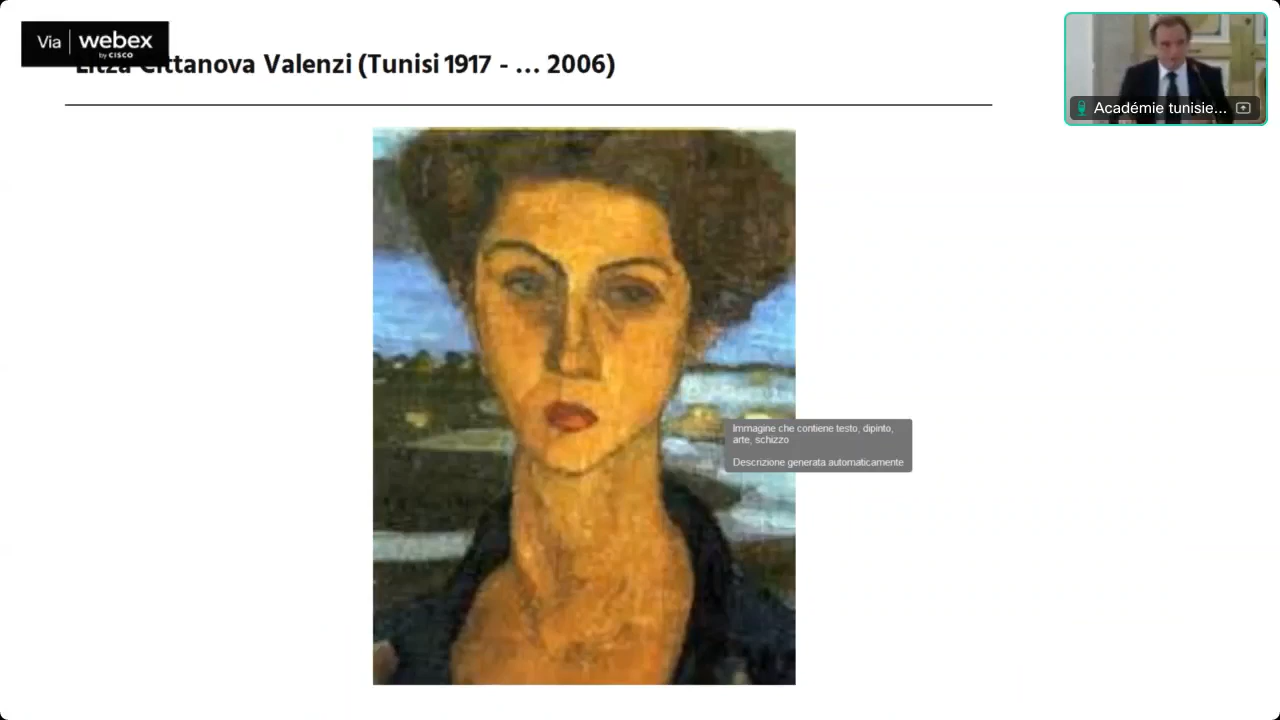 Via webex
by CISCO
Cittanova Valenzi (Tunisi 1917 - ... 2006)
Académie tunisie...
Immagine che contiene testo, dipinto,
arte, schizzo
Descrizione generata automaticamente